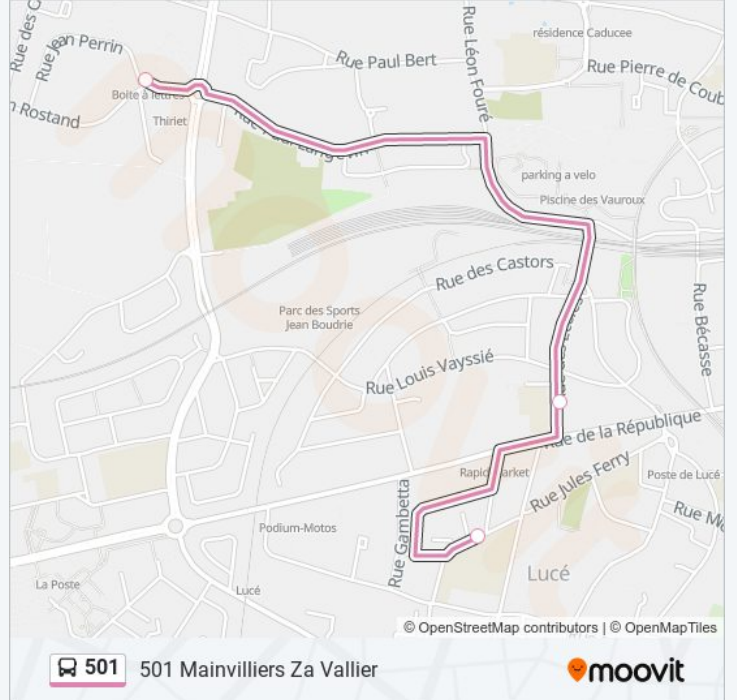 Rue des C
Rue Jean Perrin
Rue Paul Bert
Rue Léon Fouré
résidence Caducee
Rue Pierre de Coub
Boîte à lettres
n Rostand
Thiriet
parking a velo
Piscine des Vauroux
Rue des Castors
Parc des Sports
Jean Boudrie
Rue Bécasse
Rue Louis Vayssié
Rue de la République
Rue Jules Ferry
Poste de Lucé
Rue Gambetta
Podium-Motos
Lucé
La Poste
Lucé
© OpenStreetMap contributors | © OpenMapTiles
501 501 Mainvilliers Za Vallier
moovit